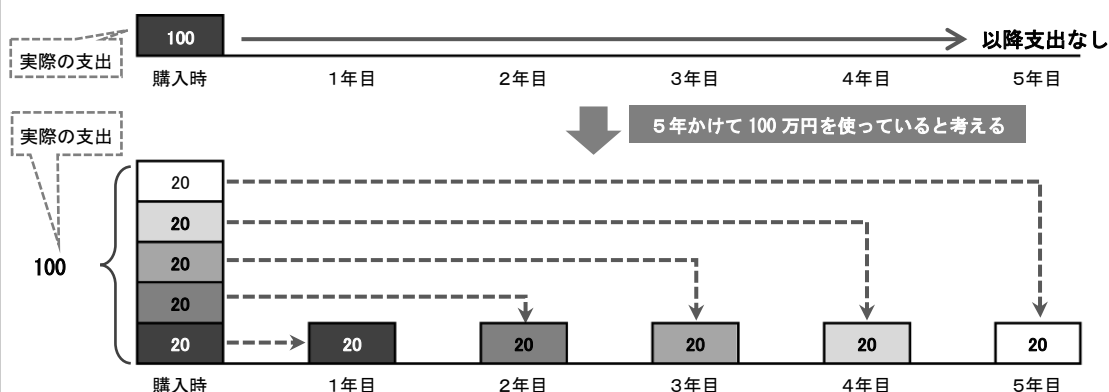 100
以降支出なし
実際の支出
購入時 1年目 2年目 3年目 4年目 5年目
5年かけて100万円を使っていると考える
実際の支出
20
20
20
100
20
20 20 20 20 20 20
購入時 1年目 2年目 3年目 4年目 5年目